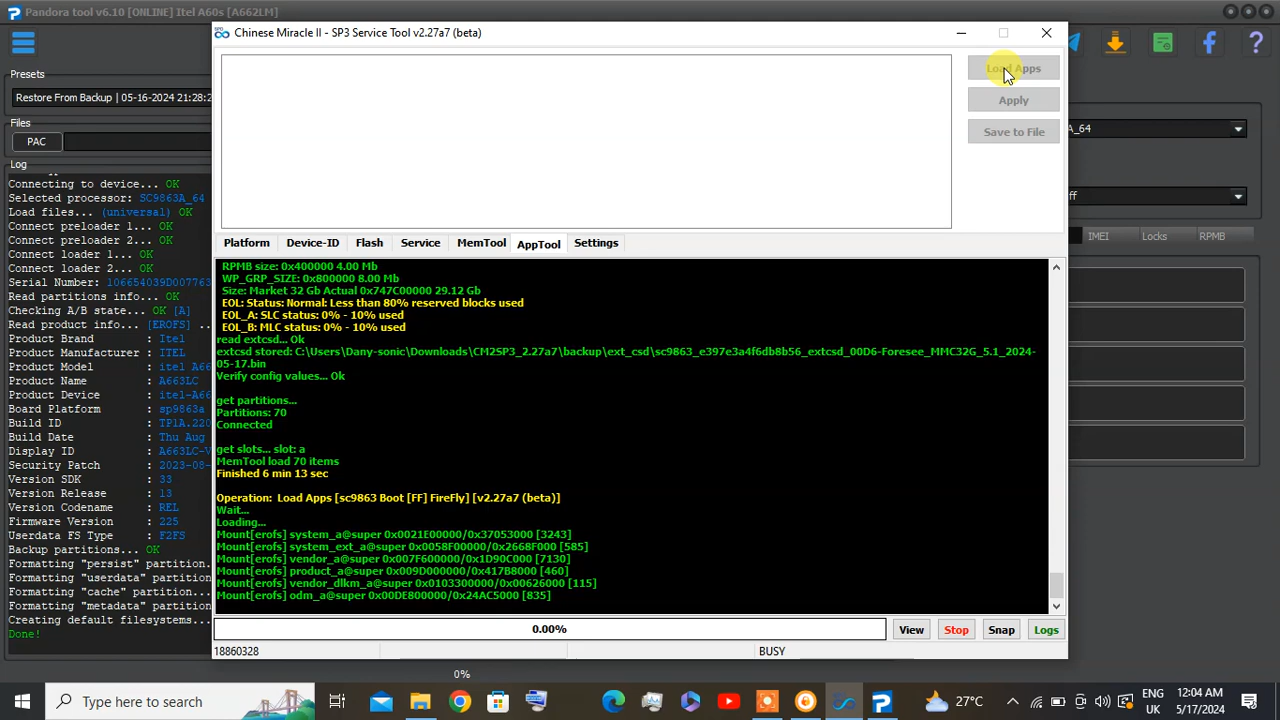 Pandora tool v6.10 [ONLINE] Itel A60s [A662LM]
Chinese Miracle II - SP3 Service Tool v2.27a7 (beta)
Presets
Restore From Backup | 05-16-2024 21:28:2
Files
PAC
Log
Connecting to device... OK
Selected processor: SC9863A_64
Load files... (universal) OK
Connect preloader 1... OK
Connect preloader 2... OK
Connect loader 1... OK
Connect loader 2... OK
Serial Number: 106654039D007763
Read partitions info... OK
Checking A/B state... OK [A]
Read product info... [EROFS] ..
Product Brand : Itel
Product Manufacturer : ITEL
Product Model : itel A66
Product Name : A663LC
Product Device : itel-A66
Board Platform : sp9863a
Build ID : TP1A.220
Build Date : Thu Aug
Display ID : A663LC-V
Security Patch : 2023-08-
Version SDK : 33
Version Release : 13
Version Codename : REL
Firmware Version : 225
Userdata FS Type : F2FS
Backup partitions... OK
Formatting "persist" partition.
Formatting "userdata" partition
Formatting "cache" partition...
Formatting "metadata" partition
Creating default filesystems...
Done!
Load Apps
Apply
Save to File
Platform Device-ID Flash Service MemTool AppTool Settings
RPMB size: 0x400000 4.00 Mb
WP_GRP_SIZE: 0x800000 8.00 Mb
Size: Market 32 Gb Actual 0x747C00000 29.12 Gb
EOL: Status: Normal: Less than 80% reserved blocks used
EOL_A: SLC status: 0% - 10% used
EOL_B: MLC status: 0% - 10% used
read extcsd... Ok
extcsd stored: C:\Users\Dany-sonic\Downloads\CM2SP3_2.27a7\backup\ext_csd\sc9863_e397e3a4f6db8b56_extcsd_00D6-Foresee_MMC32G_5.1_2024-
05-17.bin
Verify config values... Ok
get partitions...
Partitions: 70
Connected
get slots... slot: a
MemTool load 70 items
Finished 6 min 13 sec
Operation: Load Apps [sc9863 Boot [FF] FireFly] [v2.27a7 (beta)]
Wait...
Loading...
Mount[erofs] system_a@super 0x0021E00000/0x37053000 [3243]
Mount[erofs] system_ext_a@super 0x0058F00000/0x2668F000 [585]
Mount[erofs] vendor_a@super 0x007F600000/0x1D90C000 [7130]
Mount[erofs] product_a@super 0x009D000000/0x417B8000 [460]
Mount[erofs] vendor_dlkm_a@super 0x0103300000/0x00626000 [115]
Mount[erofs] odm_a@super 0x00DE800000/0x24AC5000 [835]
0.00%
View Stop Snap Logs
18860328
BUSY
A_64
ff
IMEI Locks RPMB
0%
Type here to search
27°C
ENG
UK
12:04 AM
5/17/2024